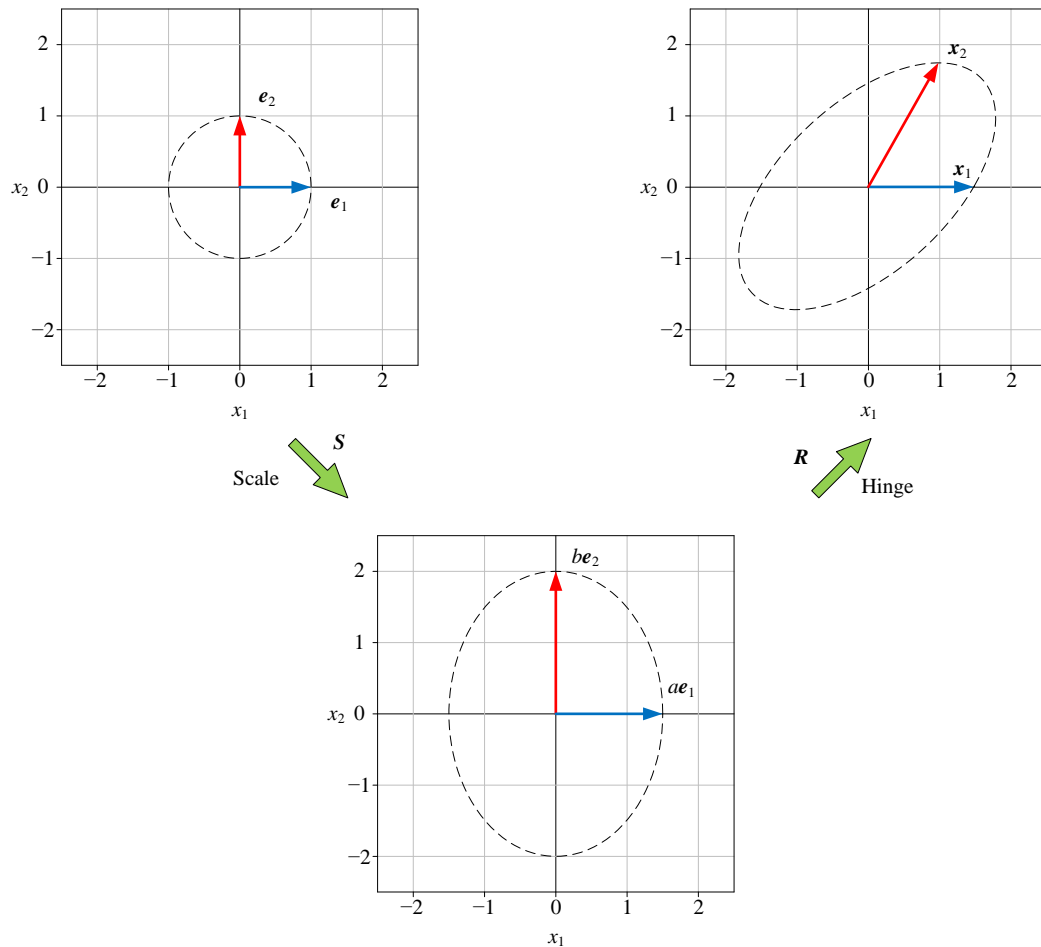 2
1
x₂ 0
−1
−2
−2 −1 0 1 2
x₁
e₂
e₁
2
1
x₂ 0
−1
−2
−2 −1 0 1 2
x₁
x₂
x₁
S
Scale
R
Hinge
2
1
x₂ 0
−1
−2
−2 −1 0 1 2
x₁
be₂
ae₁